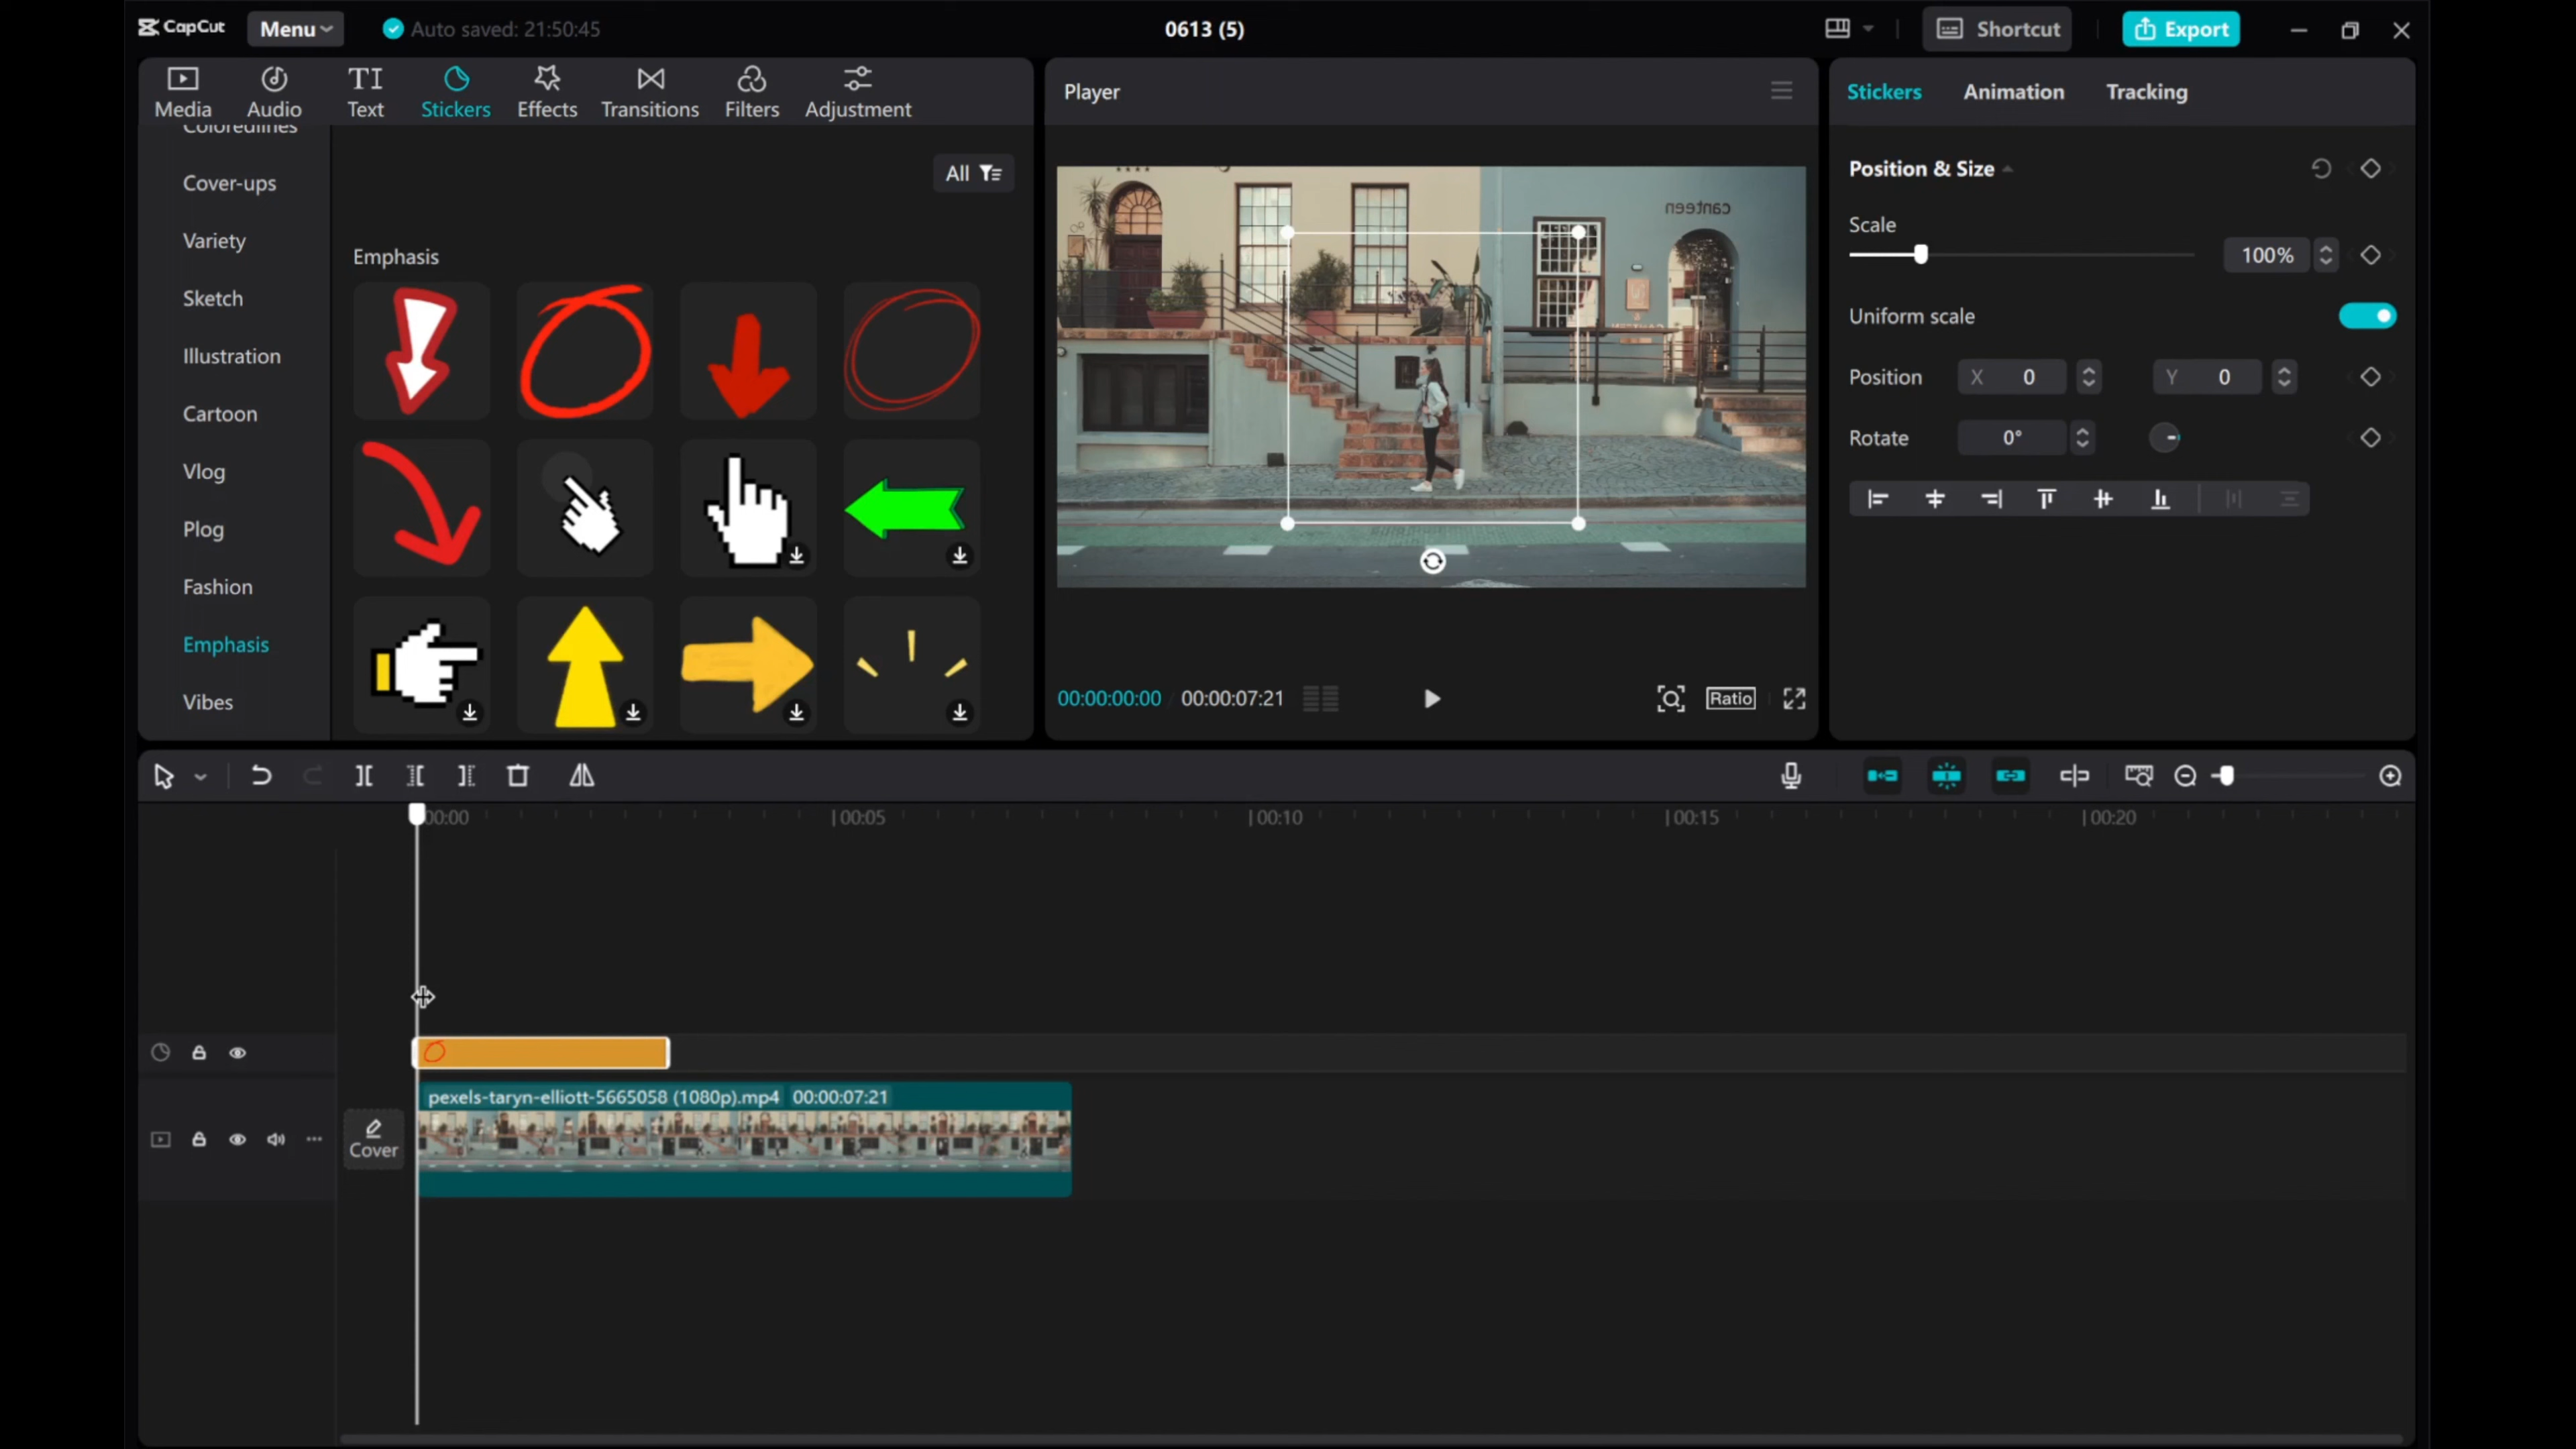 CapCut
Menu
Auto saved: 21:50:45
0613 (5)
Shortcut
Export
Media
Audio
TI
Text
Stickers
Effects
Transitions
Filters
Adjustment
Coloredlines
Cover-ups
Variety
Sketch
Illustration
Cartoon
Vlog
Plog
Fashion
Emphasis
Vibes
All
Emphasis
Player
canteen
00:00:00:00 / 00:00:07:21
Ratio
Stickers
Animation
Tracking
Position & Size
Scale
100%
Uniform scale
Position
X 0
Y 0
Rotate
0°
00:00
00:05
00:10
00:15
00:20
Cover
pexels-taryn-elliott-5665058 (1080p).mp4 00:00:07:21